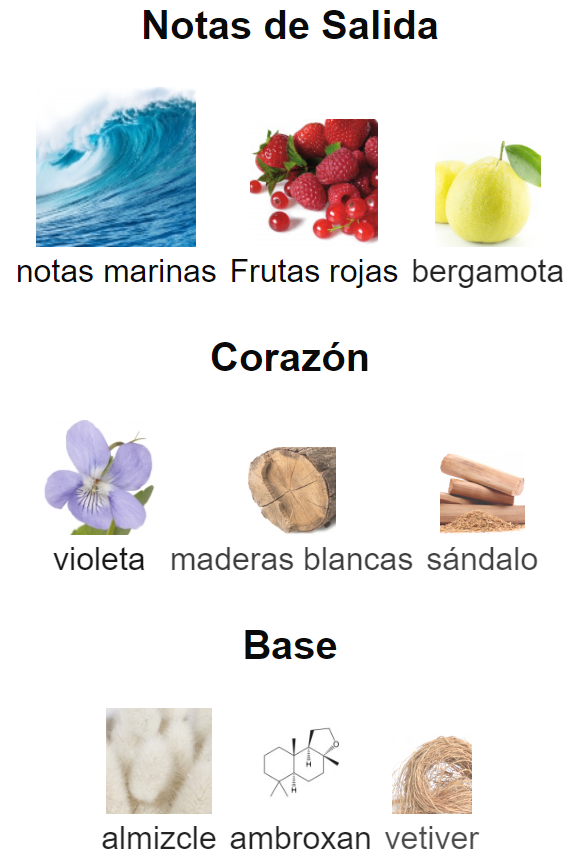 Notas de Salida
notas marinas Frutas rojas bergamota
Corazón
violeta maderas blancas sándalo
Base
O
H
H
almizcle ambroxan vetiver